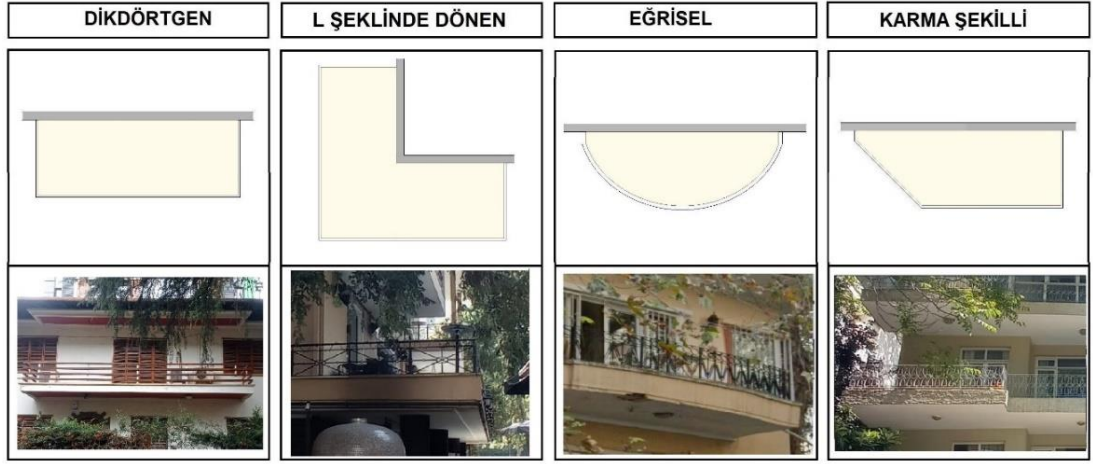 DİKDÖRTGEN
L ŞEKLİNDE DÖNEN
EĞRİSEL
KARMA ŞEKİLLİ